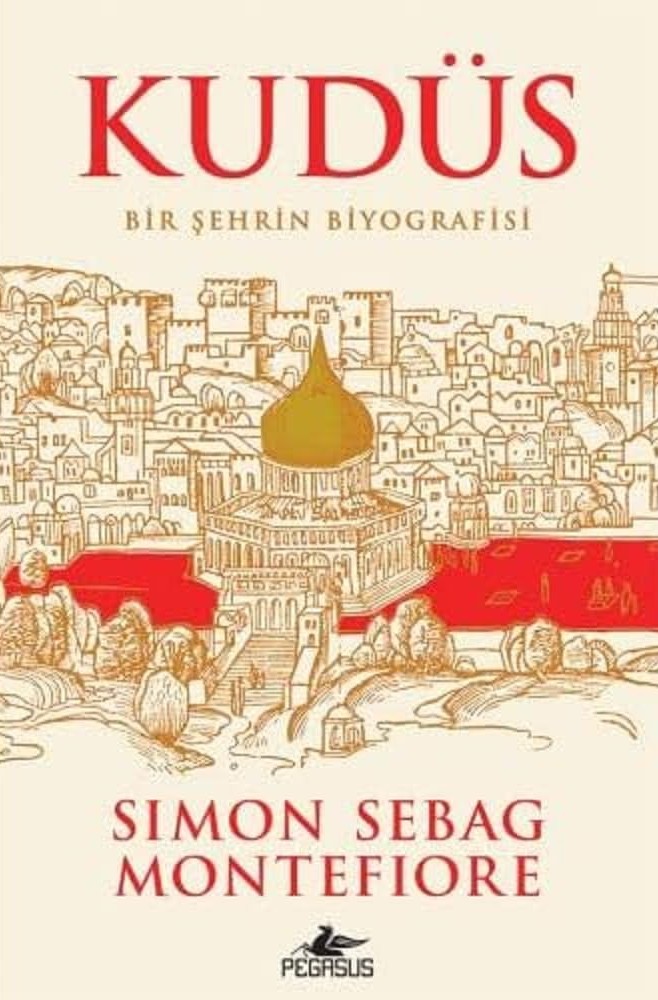 KUDÜS
BİR ŞEHRİN BİYOGRAFİSİ
SIMON SEBAG
MONTEFIORE
PEGASUS